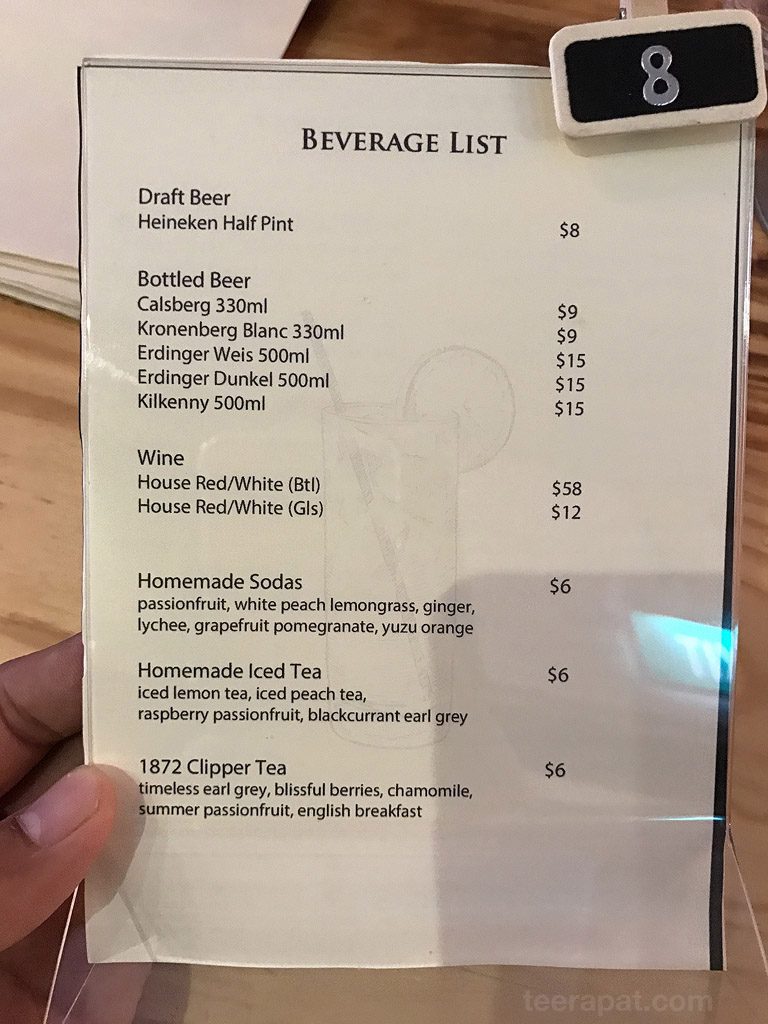 8
BEVERAGE LIST
Draft Beer
Heineken Half Pint $8
Bottled Beer
Calsberg 330ml $9
Kronenberg Blanc 330ml $9
Erdinger Weis 500ml $15
Erdinger Dunkel 500ml $15
Kilkenny 500ml $15
Wine
House Red/White (Btl) $58
House Red/White (Gls) $12
Homemade Sodas $6
passionfruit, white peach lemongrass, ginger,
lychee, grapefruit pomegranate, yuzu orange
Homemade Iced Tea $6
iced lemon tea, iced peach tea,
raspberry passionfruit, blackcurrant earl grey
1872 Clipper Tea $6
timeless earl grey, blissful berries, chamomile,
summer passionfruit, english breakfast
teerapat.com